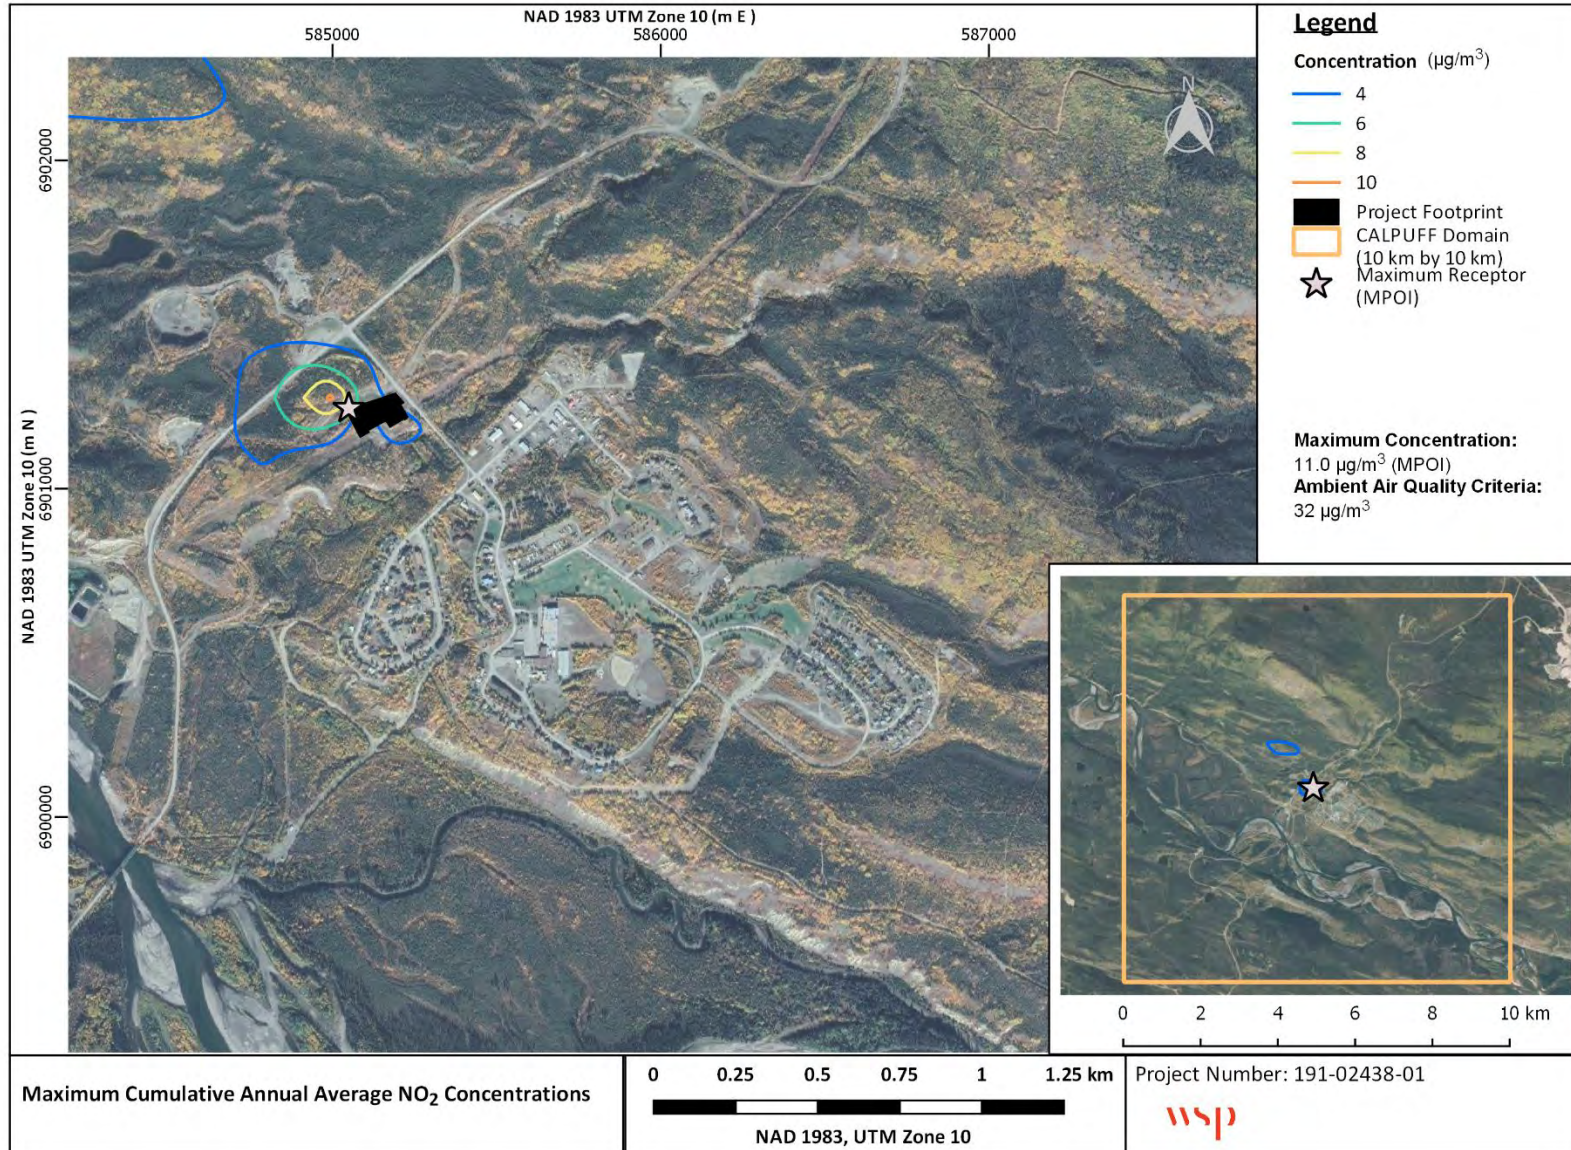 NAD 1983 UTM Zone 10 (m E )
585000
586000
587000
6902000
6901000
6900000
NAD 1983 UTM Zone 10 (m N )
N
Legend
Concentration (µg/m³)
4
6
8
10
Project Footprint
CALPUFF Domain
(10 km by 10 km)
Maximum Receptor
(MPOI)
Maximum Concentration:
11.0 µg/m³ (MPOI)
Ambient Air Quality Criteria:
32 µg/m³
0 2 4 6 8 10 km
Maximum Cumulative Annual Average NO₂ Concentrations
0 0.25 0.5 0.75 1 1.25 km
NAD 1983, UTM Zone 10
Project Number: 191-02438-01
wsp